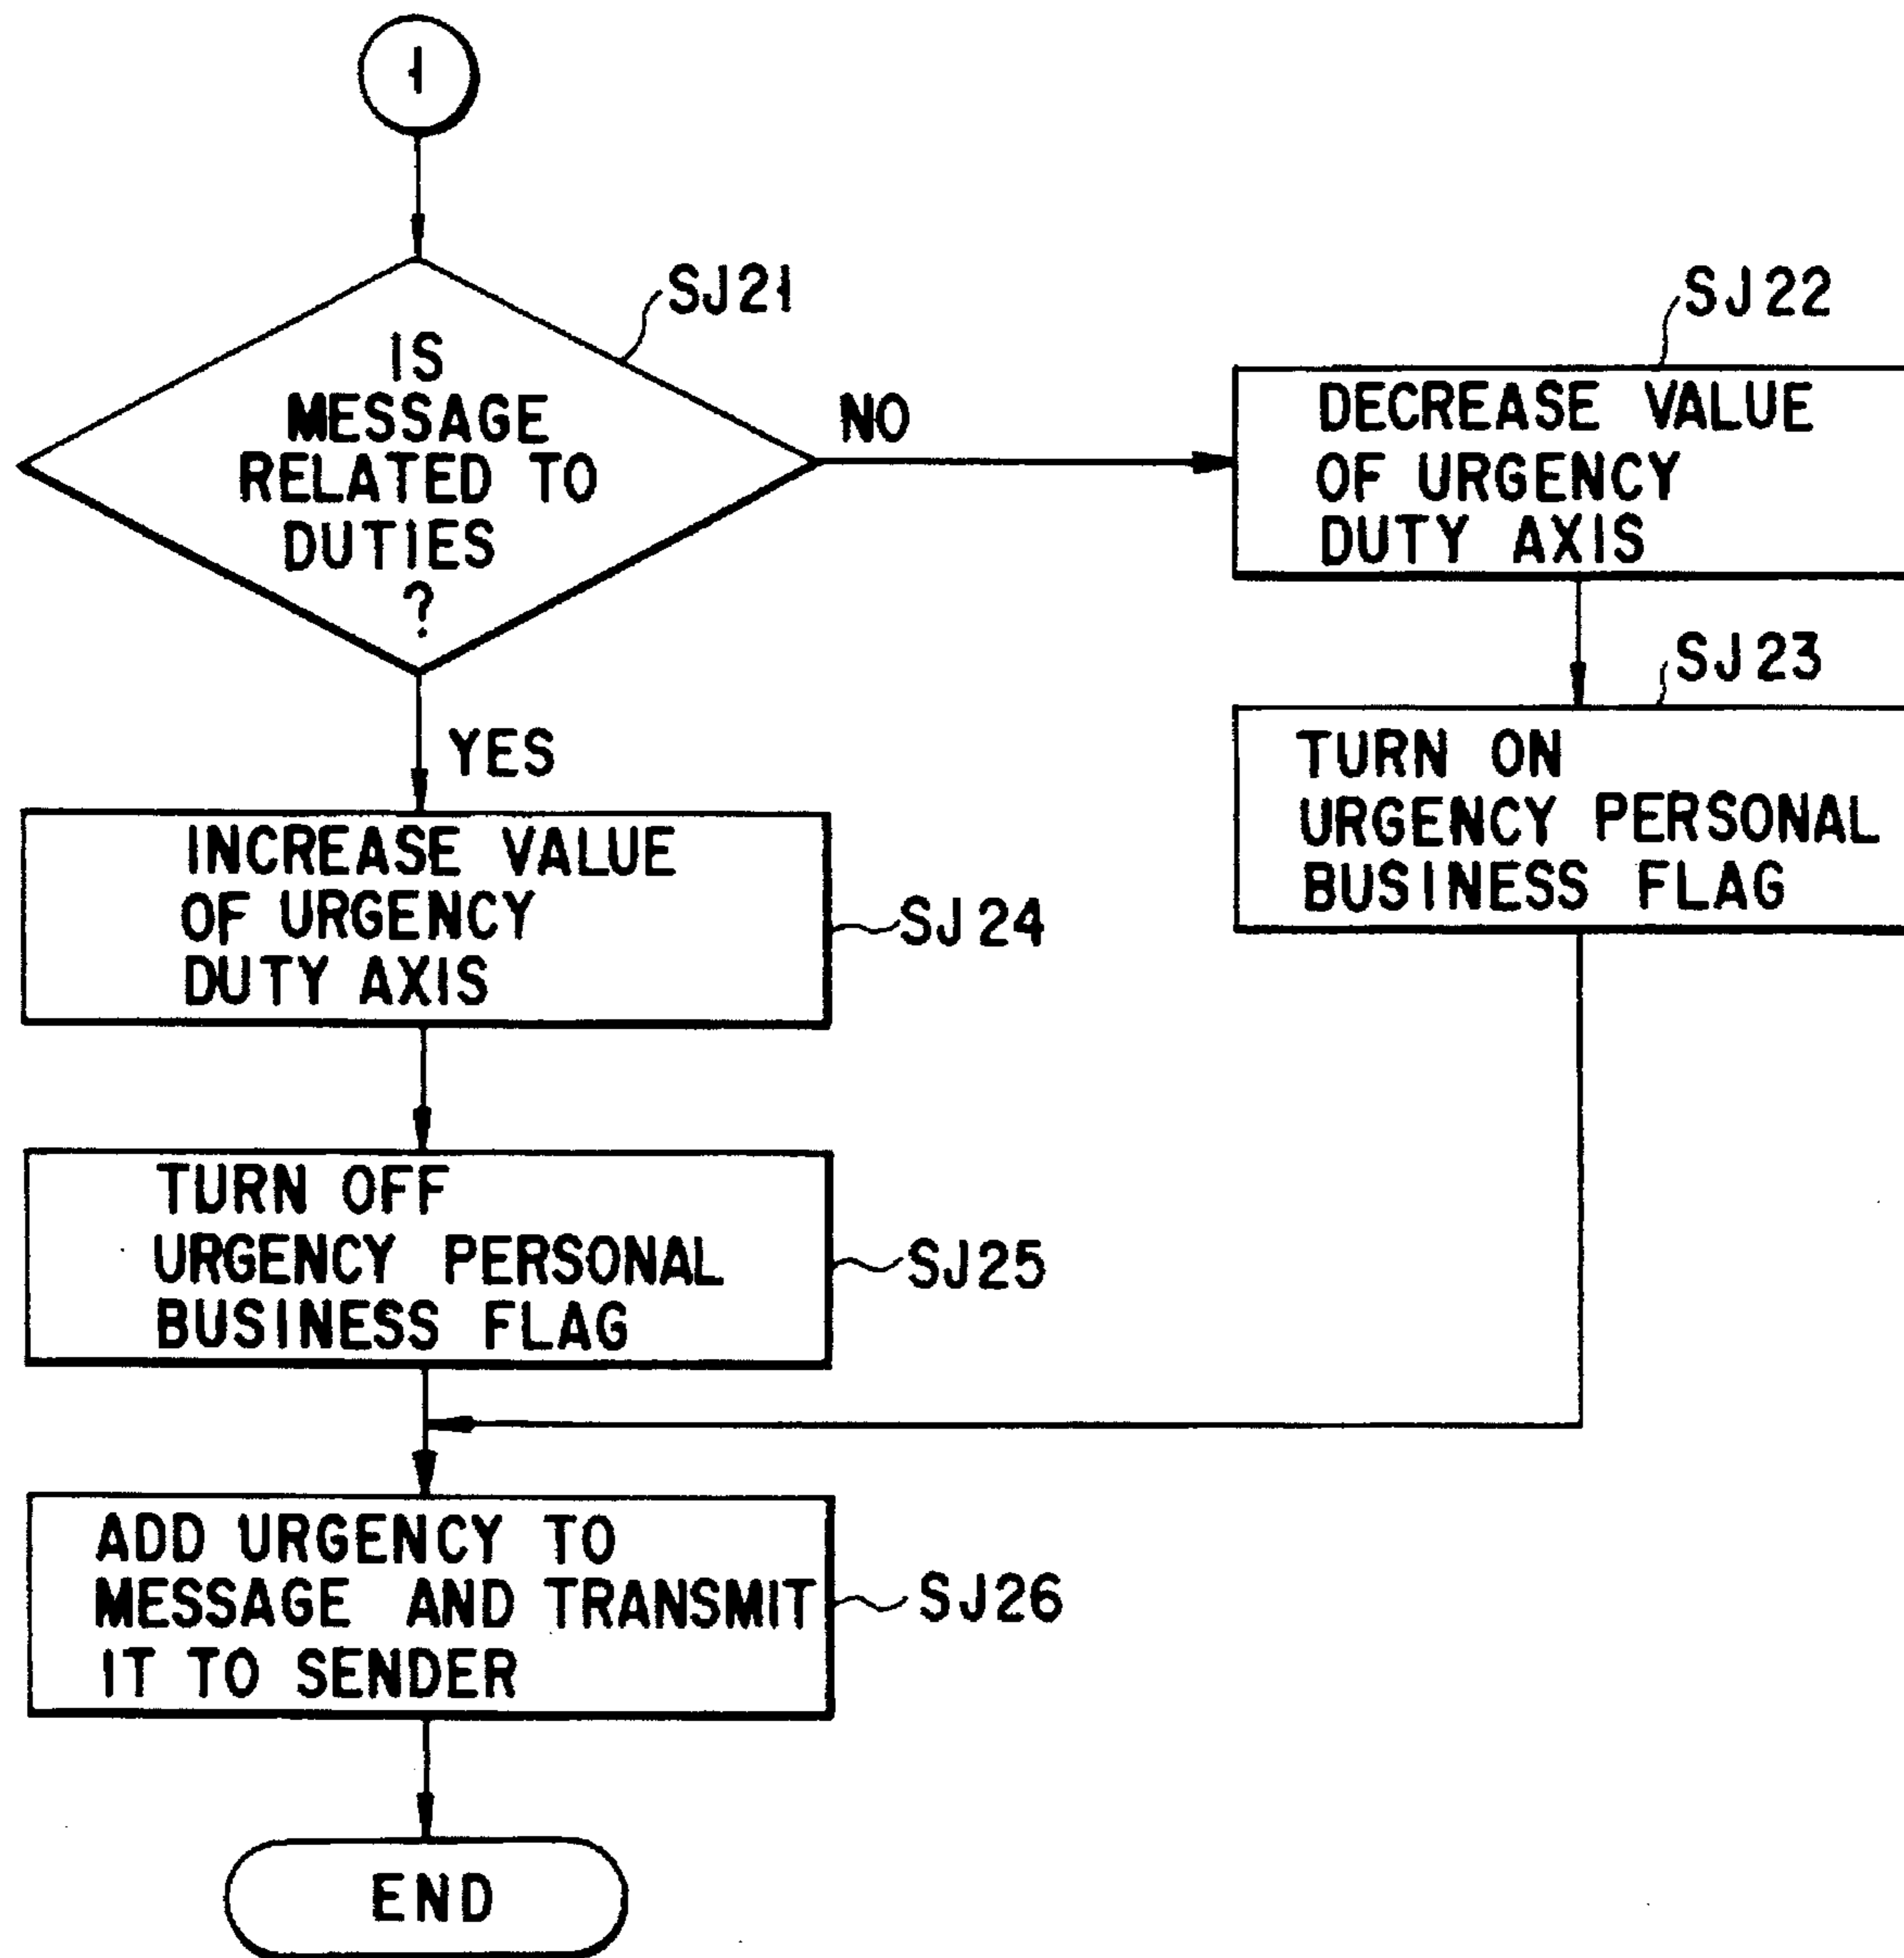 1
SJ21
IS
MESSAGE
RELATED TO
DUTIES
?
NO
SJ22
DECREASE VALUE
OF URGENCY
DUTY AXIS
SJ23
TURN ON
URGENCY PERSONAL
BUSINESS FLAG
YES
INCREASE VALUE
OF URGENCY
DUTY AXIS
SJ24
TURN OFF
URGENCY PERSONAL
BUSINESS FLAG
SJ25
ADD URGENCY TO
MESSAGE AND TRANSMIT
IT TO SENDER
SJ26
END